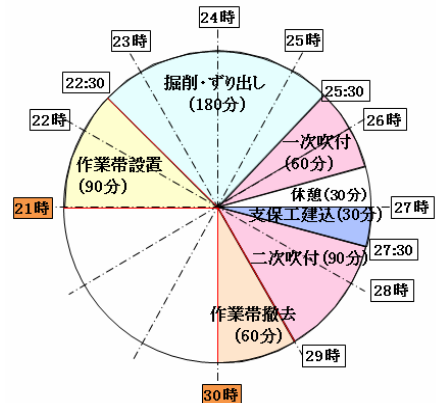 24時
23時
25時
22:30
掘削・ずり出し
(180分)
25:30
22時
一次吹付
(60分)
26時
作業帯設置
(90分)
休憩(30分)
21時
27時
支保工建込(30分)
27:30
二次吹付(90分)
28時
作業帯撤去
(60分)
29時
30時